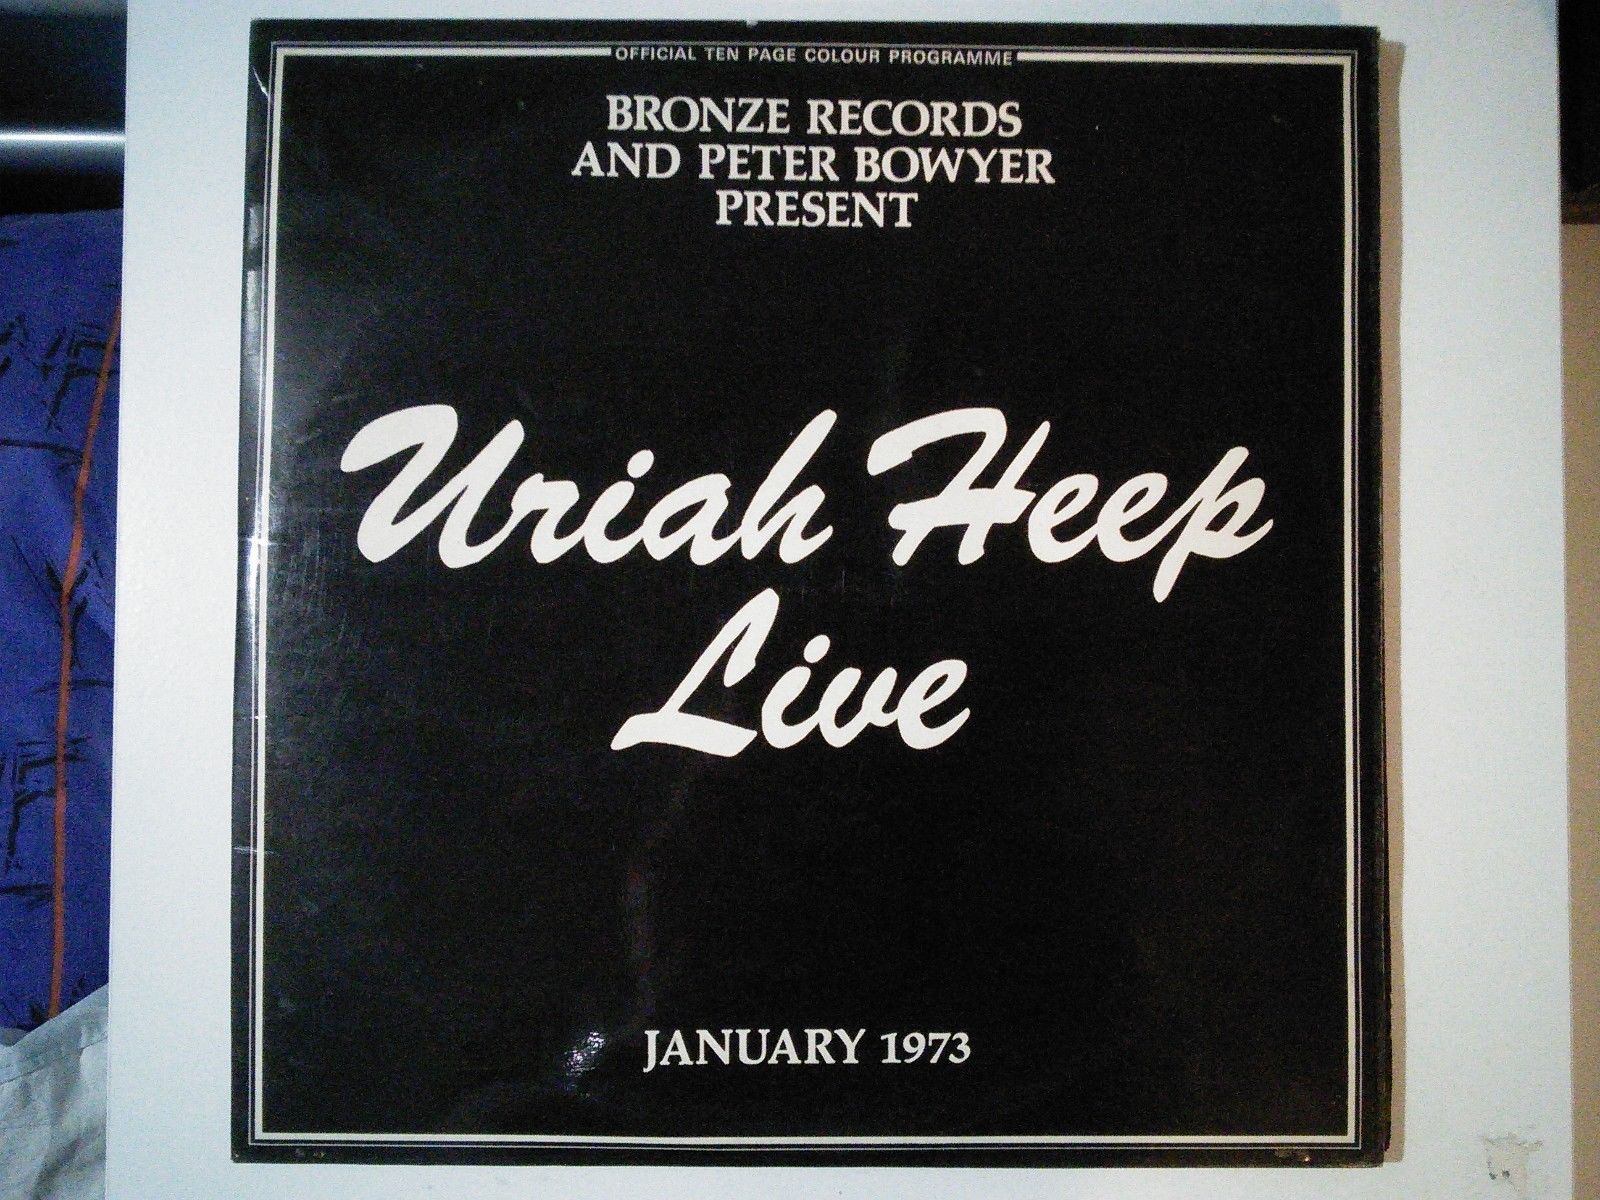 OFFICIAL TEN PAGE COLOUR PROGRAMME
BRONZE RECORDS
AND PETER BOWYER
PRESENT
Uriah Heep
Live
JANUARY 1973